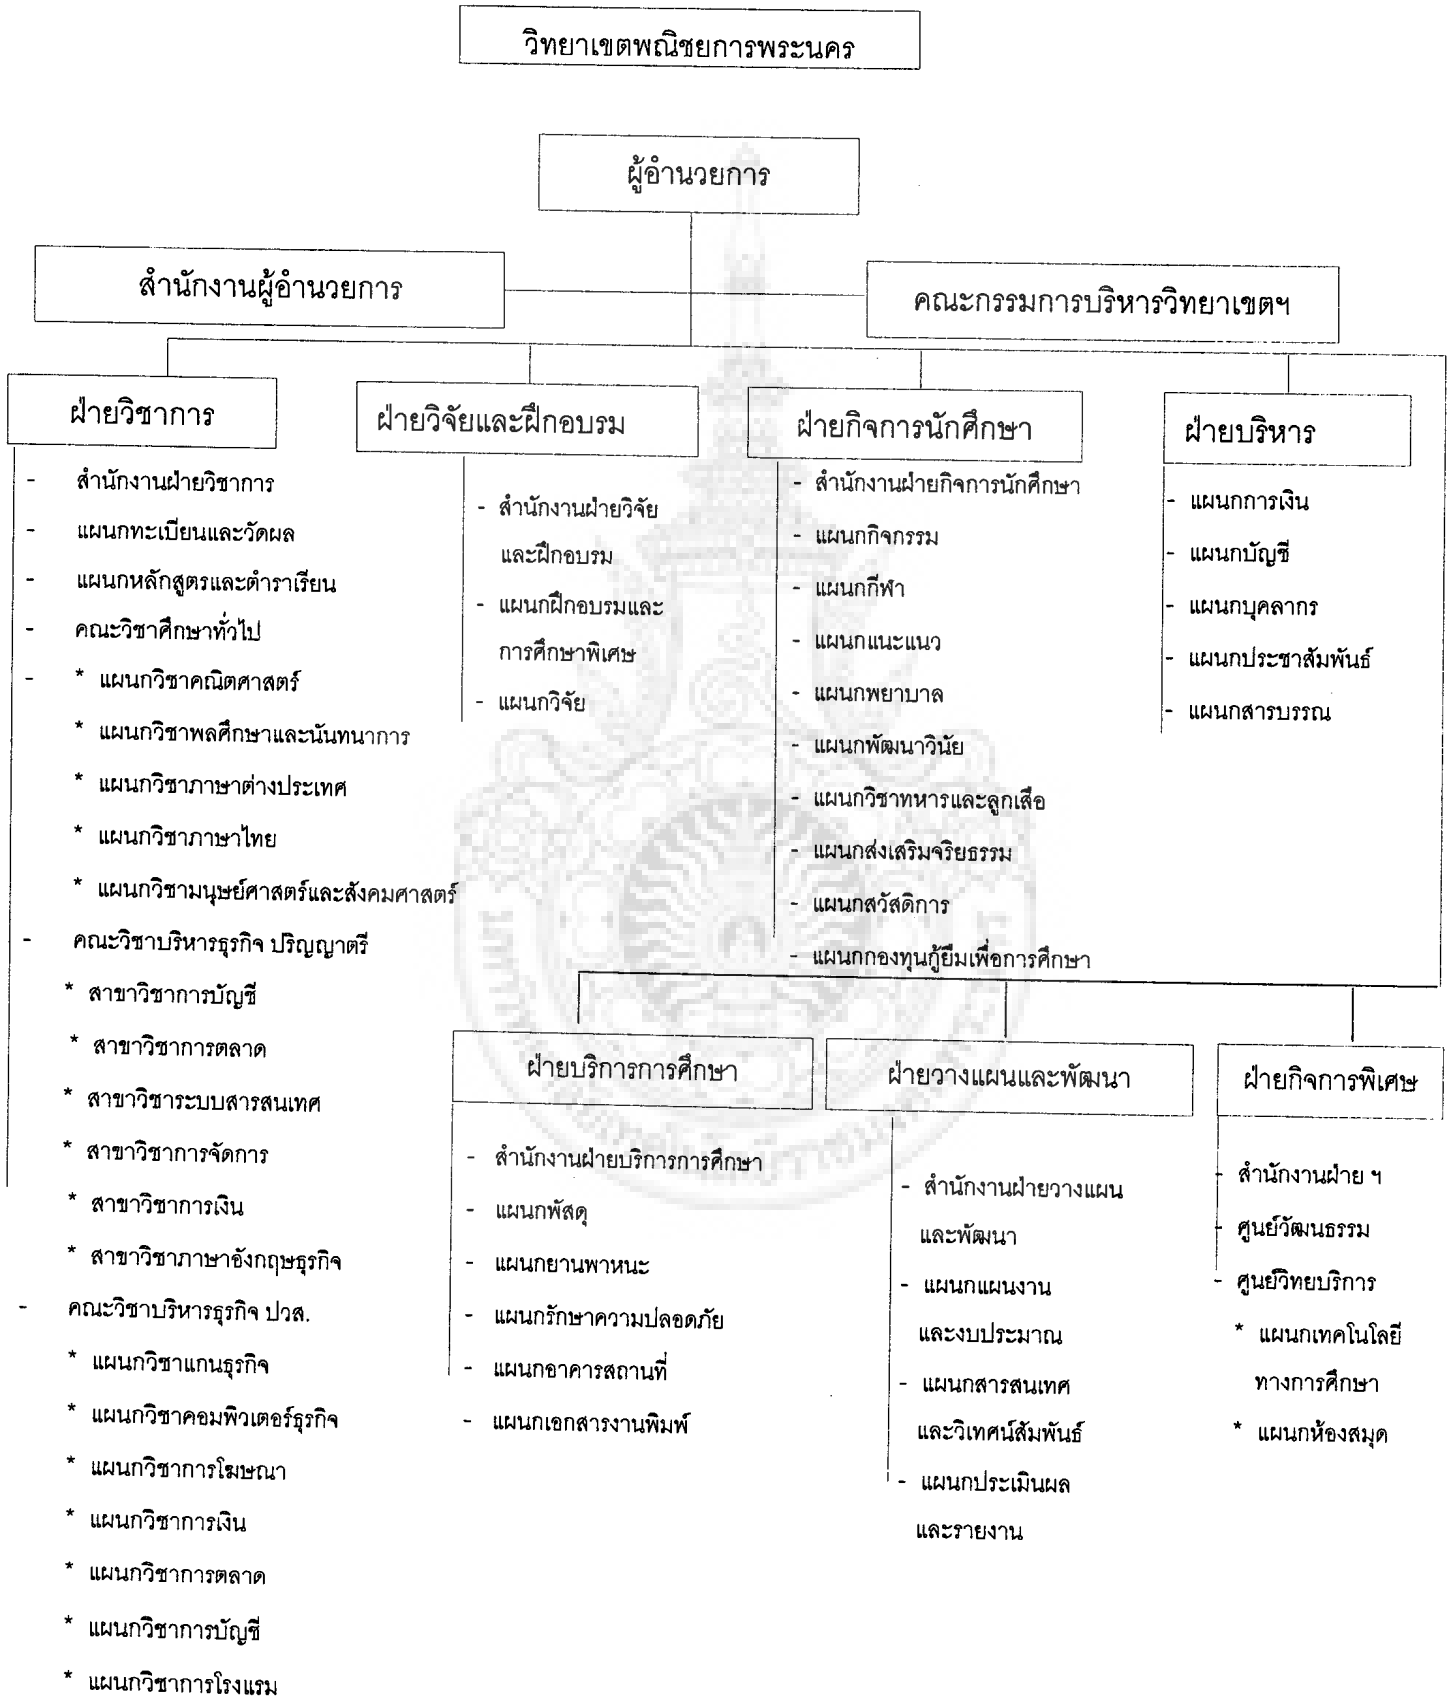 วิทยาเขตพณิชยการพระนคร
ผู้อำนวยการ
สำนักงานผู้อำนวยการ
คณะกรรมการบริหารวิทยาเขตฯ
ฝ่ายวิชาการ
- สำนักงานฝ่ายวิชาการ
- แผนกทะเบียนและวัดผล
- แผนกหลักสูตรและตำราเรียน
- คณะวิชาศึกษาทั่วไป
- * แผนกวิชาคณิตศาสตร์
* แผนกวิชาพลศึกษาและนันทนาการ
* แผนกวิชาภาษาต่างประเทศ
* แผนกวิชาภาษาไทย
* แผนกวิชามนุษย์ศาสตร์และสังคมศาสตร์
- คณะวิชาบริหารธุรกิจ ปริญญาตรี
* สาขาวิชาการบัญชี
* สาขาวิชาการตลาด
* สาขาวิชาระบบสารสนเทศ
* สาขาวิชาการจัดการ
* สาขาวิชาการเงิน
* สาขาวิชาภาษาอังกฤษธุรกิจ
- คณะวิชาบริหารธุรกิจ ปวส.
* แผนกวิชาแกนธุรกิจ
* แผนกวิชาคอมพิวเตอร์ธุรกิจ
* แผนกวิชาการโฆษณา
* แผนกวิชาการเงิน
* แผนกวิชาการตลาด
* แผนกวิชาการบัญชี
* แผนกวิชาการโรงแรม
ฝ่ายวิจัยและฝึกอบรม
- สำนักงานฝ่ายวิจัย
และฝึกอบรม
- แผนกฝึกอบรมและ
การศึกษาพิเศษ
- แผนกวิจัย
ฝ่ายกิจการนักศึกษา
- สำนักงานฝ่ายกิจการนักศึกษา
- แผนกกิจกรรม
- แผนกกีฬา
- แผนกแนะแนว
- แผนกพยาบาล
- แผนกพัฒนาวินัย
- แผนกวิชาทหารและลูกเสือ
- แผนกส่งเสริมจริยธรรม
- แผนกสวัสดิการ
- แผนกกองทุนกู้ยืมเพื่อการศึกษา
ฝ่ายบริหาร
- แผนกการเงิน
- แผนกบัญชี
- แผนกบุคลากร
- แผนกประชาสัมพันธ์
- แผนกสารบรรณ
ฝ่ายบริการการศึกษา
- สำนักงานฝ่ายบริการการศึกษา
- แผนกพัสดุ
- แผนกยานพาหนะ
- แผนกรักษาความปลอดภัย
- แผนกอาคารสถานที่
- แผนกเอกสารงานพิมพ์
ฝ่ายวางแผนและพัฒนา
- สำนักงานฝ่ายวางแผน
และพัฒนา
- แผนกแผนงาน
และงบประมาณ
- แผนกสารสนเทศ
และวิเทศน์สัมพันธ์
- แผนกประเมินผล
และรายงาน
ฝ่ายกิจการพิเศษ
- สำนักงานฝ่าย ฯ
- ศูนย์วัฒนธรรม
- ศูนย์วิทยบริการ
* แผนกเทคโนโลยี
ทางการศึกษา
* แผนกห้องสมุด